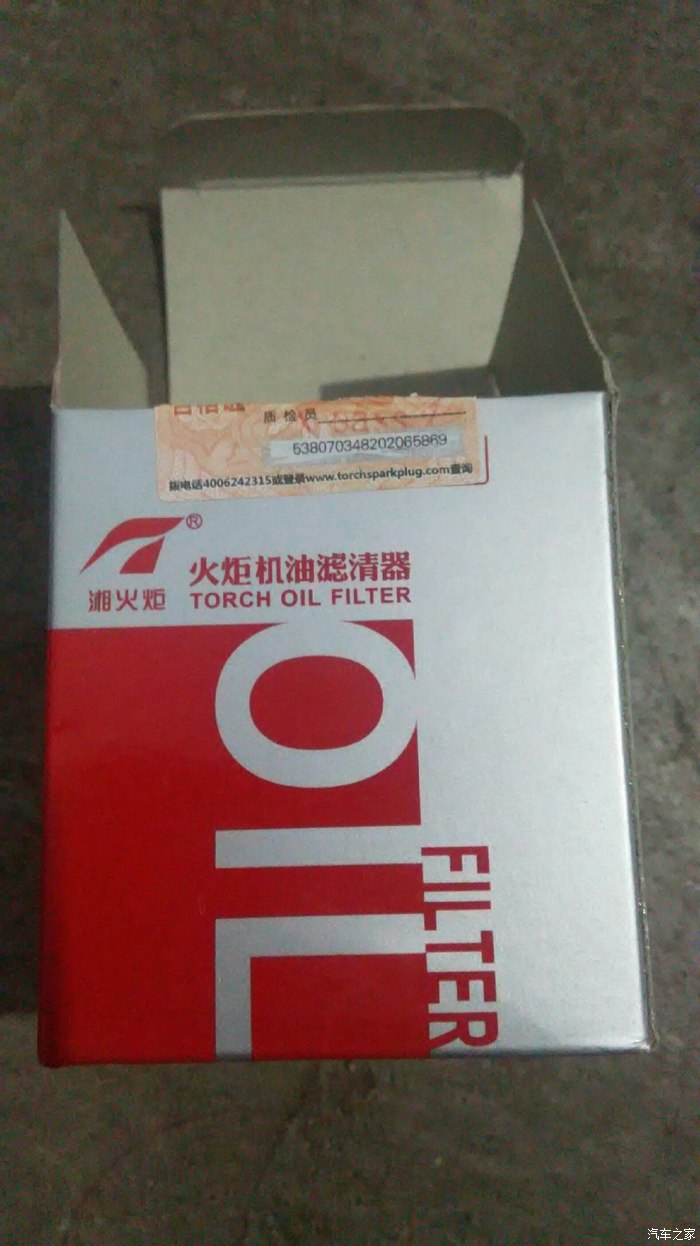 质检员
538070348202065869
拨电话4006242315或登录www.torchsparkplug.com查询
®
湘火炬
火炬机油滤清器
TORCH OIL FILTER
OIL
FILTER
汽车之家